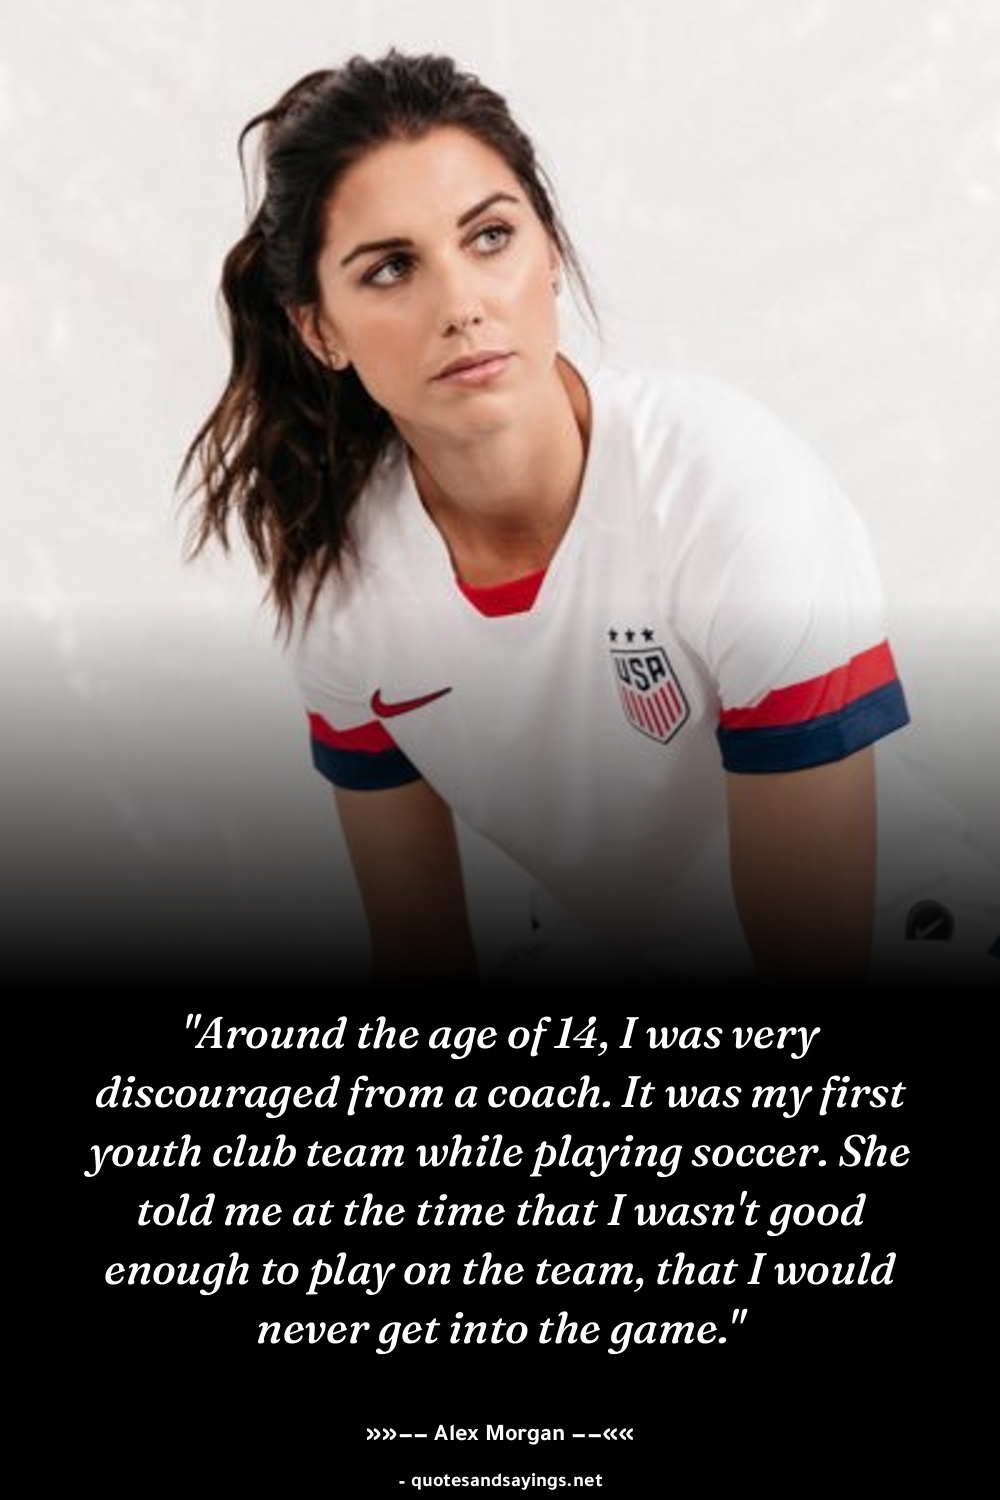 USA
"Around the age of 14, I was very
discouraged from a coach. It was my first
youth club team while playing soccer. She
told me at the time that I wasn't good
enough to play on the team, that I would
never get into the game."
»»−− Alex Morgan −−««
- quotesandsayings.net